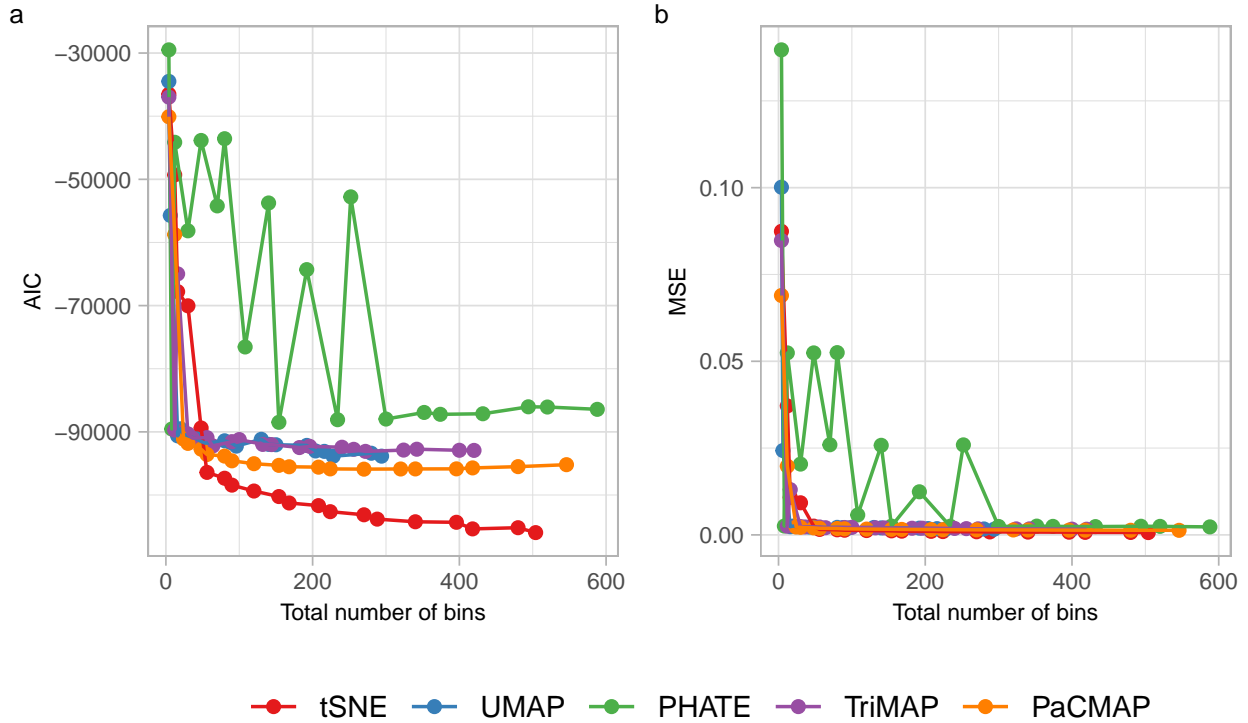 a
−30000
−50000
−70000
−90000
AIC
0
200
400
600
Total number of bins
b
0.10
0.05
0.00
MSE
0
200
400
600
Total number of bins
tSNE
UMAP
PHATE
TriMAP
PaCMAP